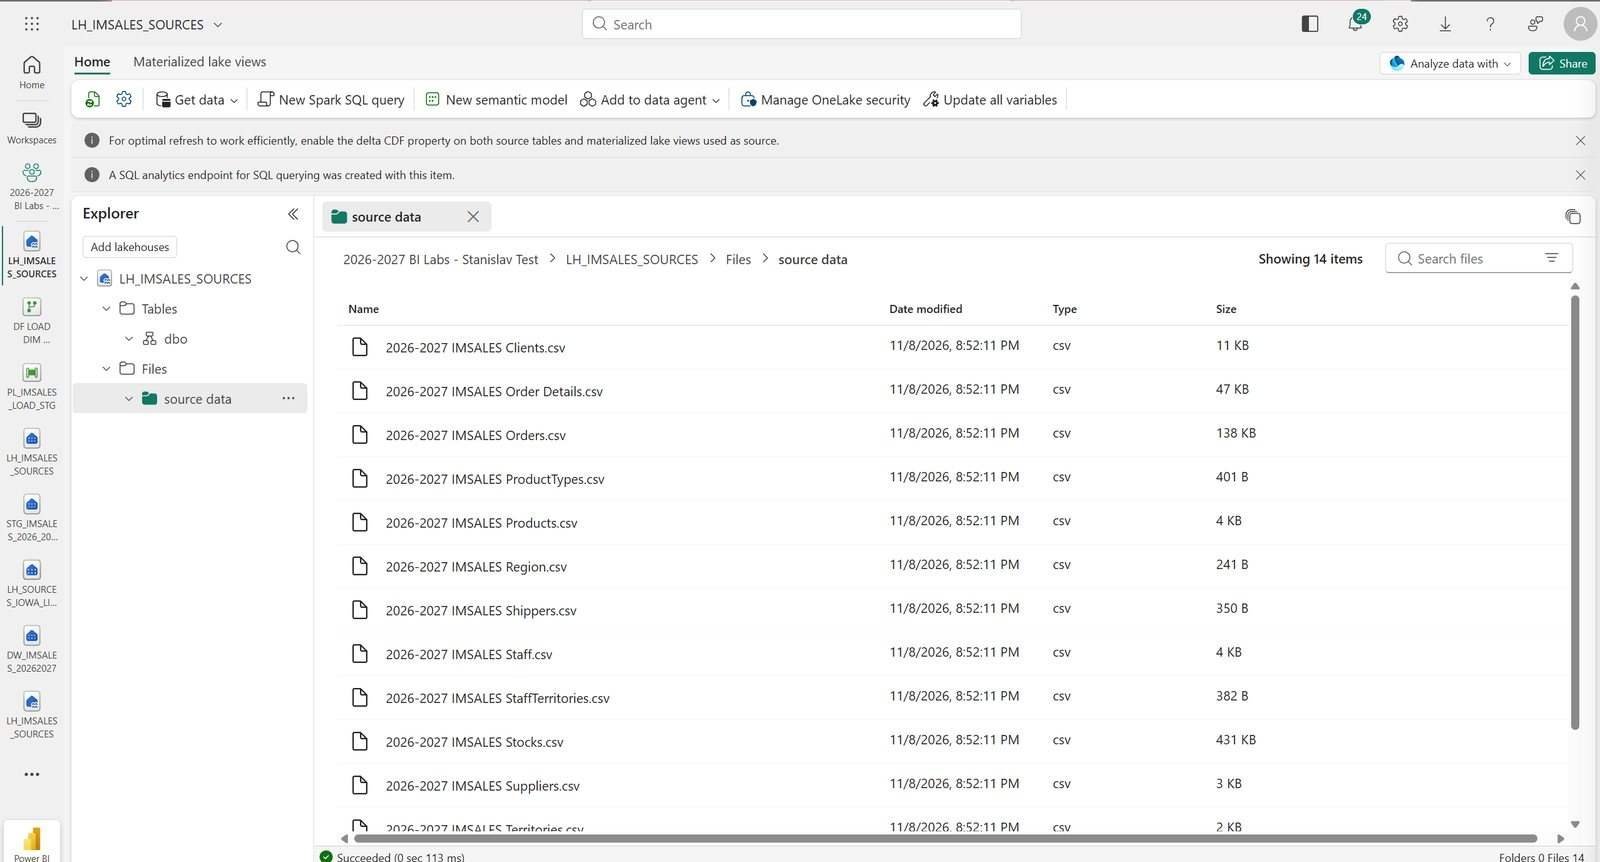 LH_IMSALES_SOURCES
Search
24
Home
Materialized lake views
Analyze data with
Share
Get data
New Spark SQL query
New semantic model
Add to data agent
Manage OneLake security
Update all variables
For optimal refresh to work efficiently, enable the delta CDF property on both source tables and materialized lake views used as source.
A SQL analytics endpoint for SQL querying was created with this item.
Home
Workspaces
2026-2027
BI Labs - ...
LH_IMSALE
S_SOURCES
DF LOAD
DIM ...
PL_IMSALES
_LOAD_STG
LH_IMSALES
_SOURCES
STG_IMSALE
S_2026_20...
LH_SOURCE
S_IOWA_LI...
DW_IMSALE
S_20262027
LH_IMSALES
_SOURCES
Power BI
Explorer
Add lakehouses
LH_IMSALES_SOURCES
Tables
dbo
Files
source data
source data
2026-2027 BI Labs - Stanislav Test > LH_IMSALES_SOURCES > Files > source data
Showing 14 items
Search files
Name Date modified Type Size
2026-2027 IMSALES Clients.csv 11/8/2026, 8:52:11 PM csv 11 KB
2026-2027 IMSALES Order Details.csv 11/8/2026, 8:52:11 PM csv 47 KB
2026-2027 IMSALES Orders.csv 11/8/2026, 8:52:11 PM csv 138 KB
2026-2027 IMSALES ProductTypes.csv 11/8/2026, 8:52:11 PM csv 401 B
2026-2027 IMSALES Products.csv 11/8/2026, 8:52:11 PM csv 4 KB
2026-2027 IMSALES Region.csv 11/8/2026, 8:52:11 PM csv 241 B
2026-2027 IMSALES Shippers.csv 11/8/2026, 8:52:11 PM csv 350 B
2026-2027 IMSALES Staff.csv 11/8/2026, 8:52:11 PM csv 4 KB
2026-2027 IMSALES StaffTerritories.csv 11/8/2026, 8:52:11 PM csv 382 B
2026-2027 IMSALES Stocks.csv 11/8/2026, 8:52:11 PM csv 431 KB
2026-2027 IMSALES Suppliers.csv 11/8/2026, 8:52:11 PM csv 3 KB
2026-2027 IMSALES Territories.csv 11/8/2026, 8:52:11 PM csv 2 KB
Succeeded (0 sec 113 ms)
Folders 0 Files 14